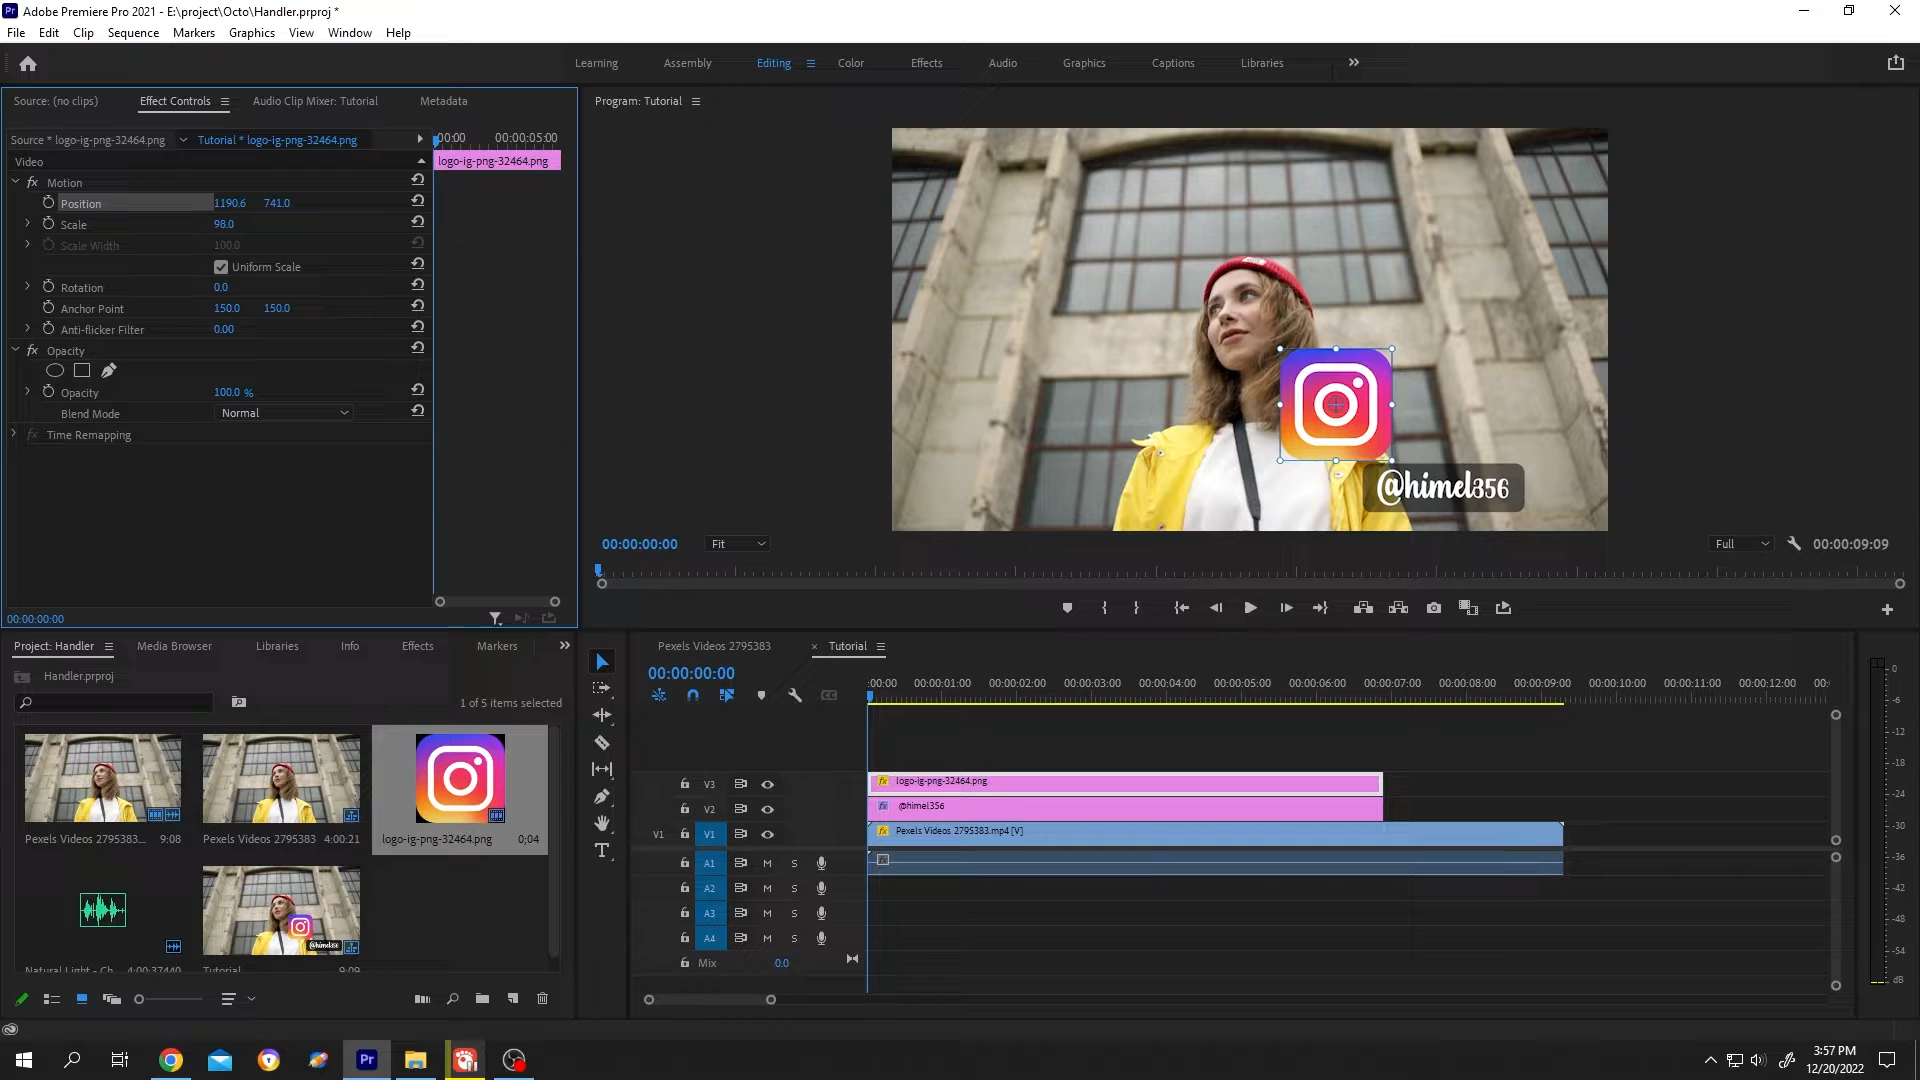 Adobe Premiere Pro 2021 - E:\project\Octo\Handler.prproj *
File Edit Clip Sequence Markers Graphics View Window Help
Learning Assembly Editing Color Effects Audio Graphics Captions Libraries
Source: (no clips) Effect Controls Audio Clip Mixer: Tutorial Metadata
Program: Tutorial
Source * logo-ig-png-32464.png Tutorial * logo-ig-png-32464.png
:00:00 00:00:05:00
Video
logo-ig-png-32464.png
fx Motion
Position 1190.6 741.0
Scale 98.0
Scale Width 100.0
Uniform Scale
Rotation 0.0
Anchor Point 150.0 150.0
Anti-flicker Filter 0.00
fx Opacity
Opacity 100.0 %
Blend Mode Normal
fx Time Remapping
@himel356
00:00:00:00 Fit Full 00:00:09:09
00:00:00:00
Project: Handler Media Browser Libraries Info Effects Markers
Handler.prproj
1 of 5 items selected
Pexels Videos 2795383... 9:08
Pexels Videos 2795383 4:00:21
logo-ig-png-32464.png 0;04
@himel356
Natural Light - Ch... 4:00:37440
Tutorial 9:09
Pexels Videos 2795383 × Tutorial
00:00:00:00
:00:00 00:00:01:00 00:00:02:00 00:00:03:00 00:00:04:00 00:00:05:00 00:00:06:00 00:00:07:00 00:00:08:00 00:00:09:00 00:00:10:00 00:00:11:00 00:00:12:00 00:
V3 fx logo-ig-png-32464.png
V2 fx @himel356
V1 V1 fx Pexels Videos 2795383.mp4 [V]
A1 M S
A2 M S
A3 M S
A4 M S
Mix 0.0
0
-6
-12
-18
-24
-30
-36
-42
-48
-54
dB
Pr
3:57 PM
12/20/2022